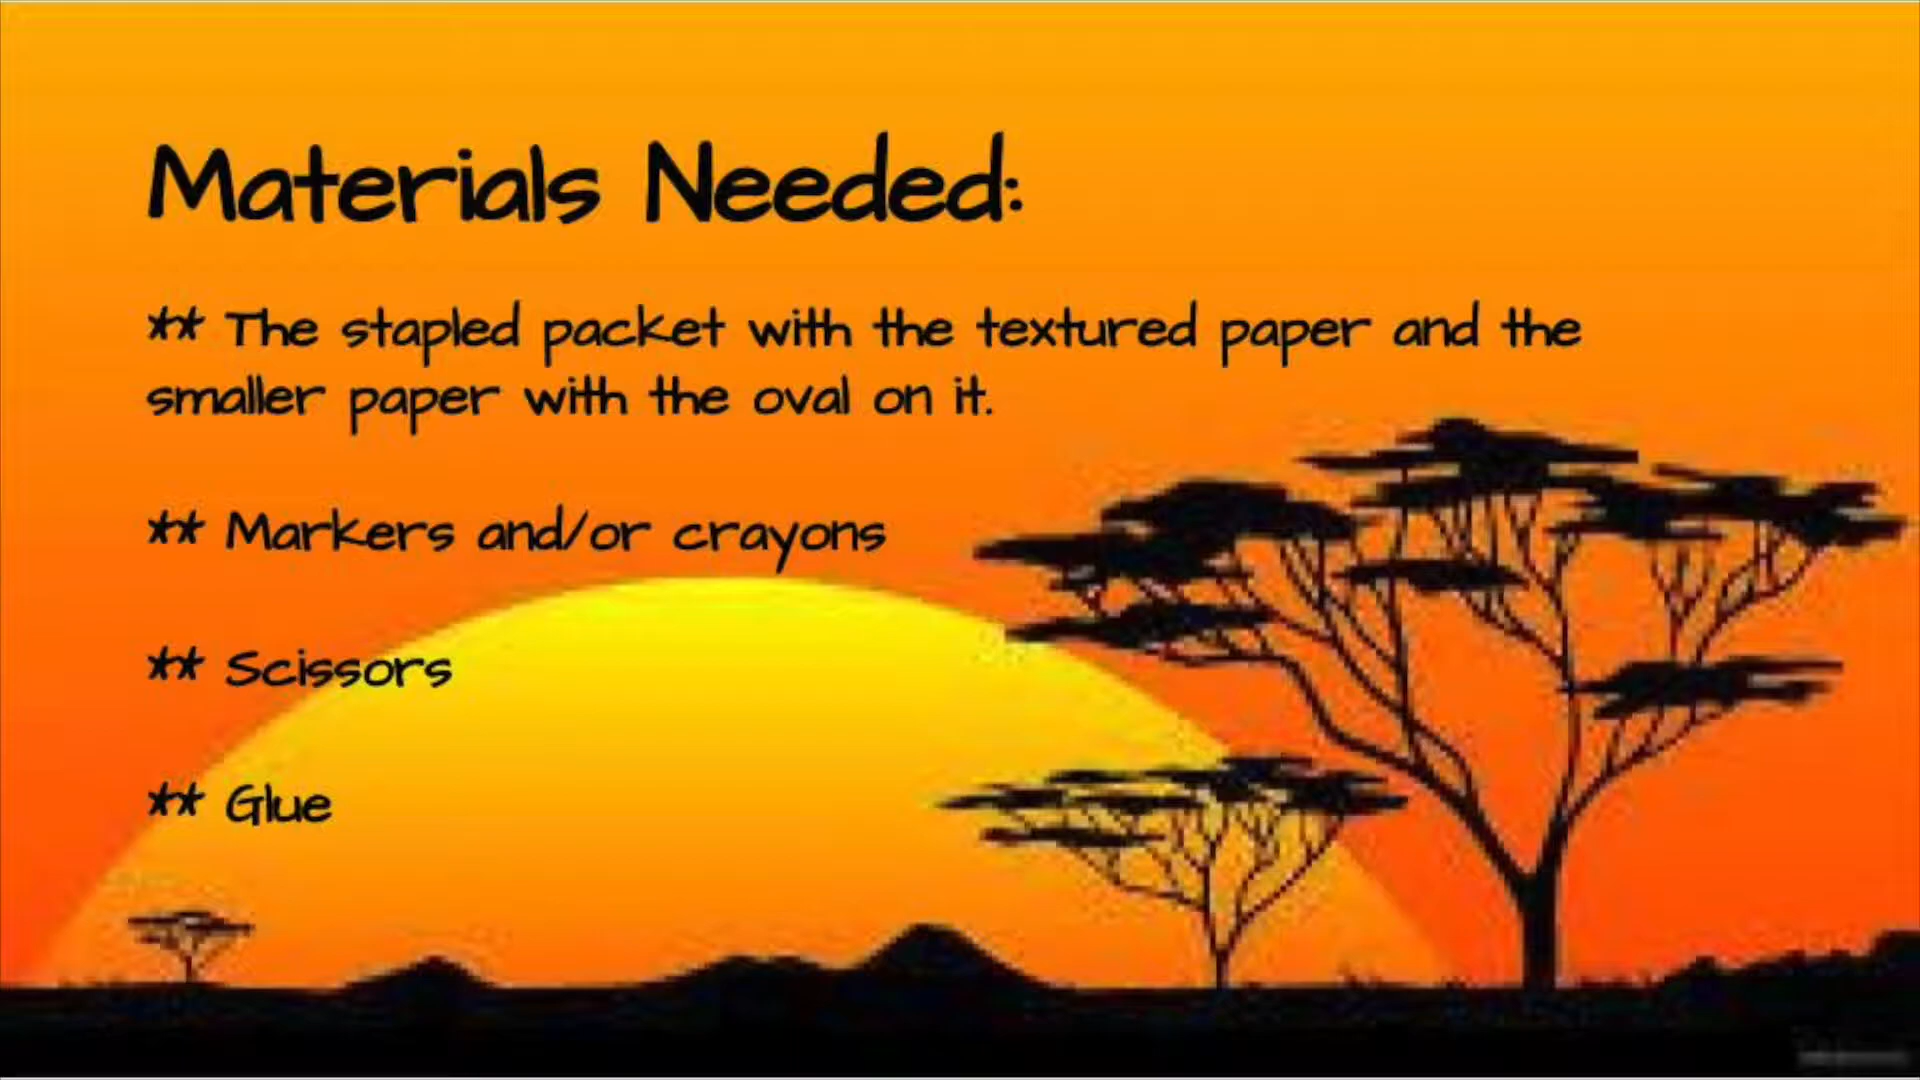 Materials Needed:
** The stapled packet with the textured paper and the
smaller paper with the oval on it.
** Markers and/or crayons
** Scissors
** Glue